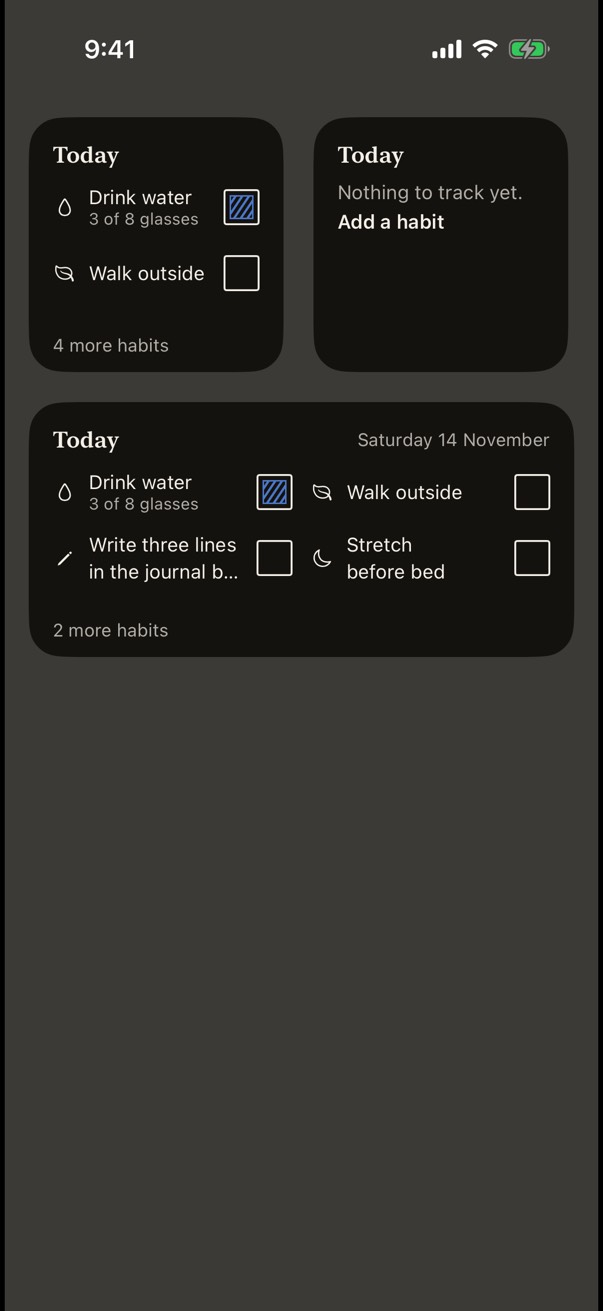 9:41
Today
Drink water
3 of 8 glasses
Walk outside
4 more habits
Today
Nothing to track yet.
Add a habit
Today
Saturday 14 November
Drink water
3 of 8 glasses
Walk outside
Write three lines
in the journal b...
Stretch
before bed
2 more habits